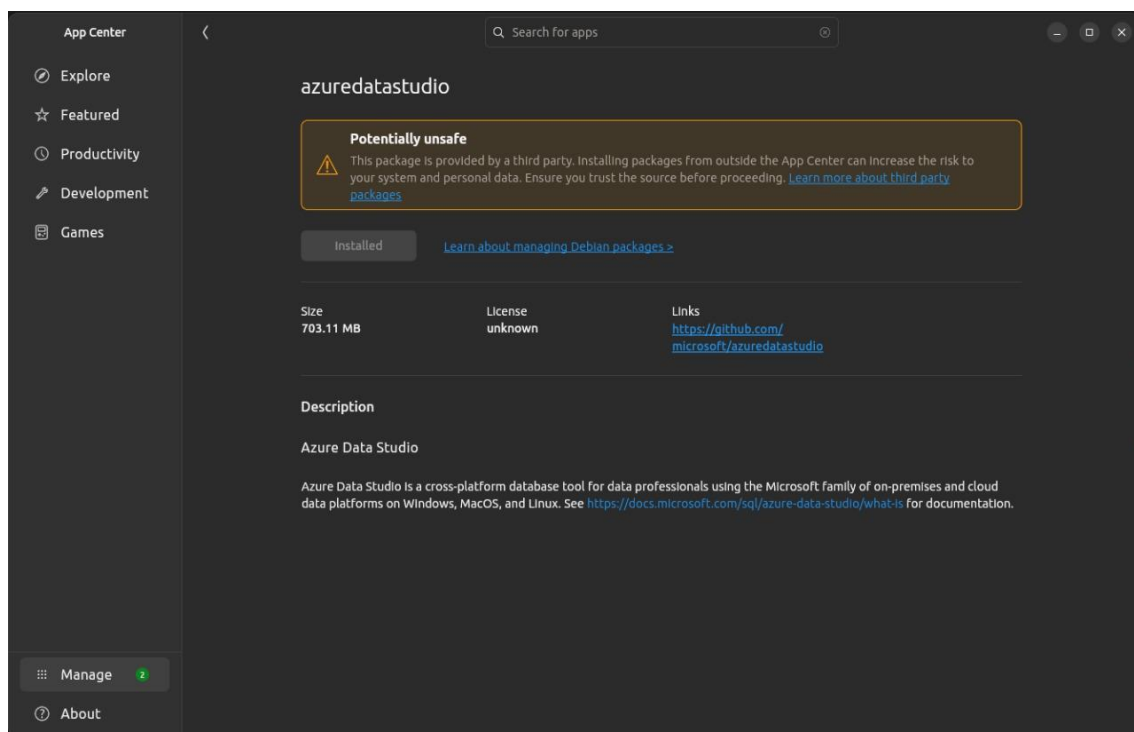 App Center
Search for apps
Explore
Featured
Productivity
Development
Games
Manage 2
About
azuredatastudio
Potentially unsafe
This package is provided by a third party. Installing packages from outside the App Center can increase the risk to
your system and personal data. Ensure you trust the source before proceeding. Learn more about third party
packages
Installed
Learn about managing Debian packages >
Size
703.11 MB
License
unknown
Links
https://github.com/
microsoft/azuredatastudio
Description
Azure Data Studio
Azure Data Studio is a cross-platform database tool for data professionals using the Microsoft family of on-premises and cloud
data platforms on Windows, MacOS, and Linux. See https://docs.microsoft.com/sql/azure-data-studio/what-is for documentation.